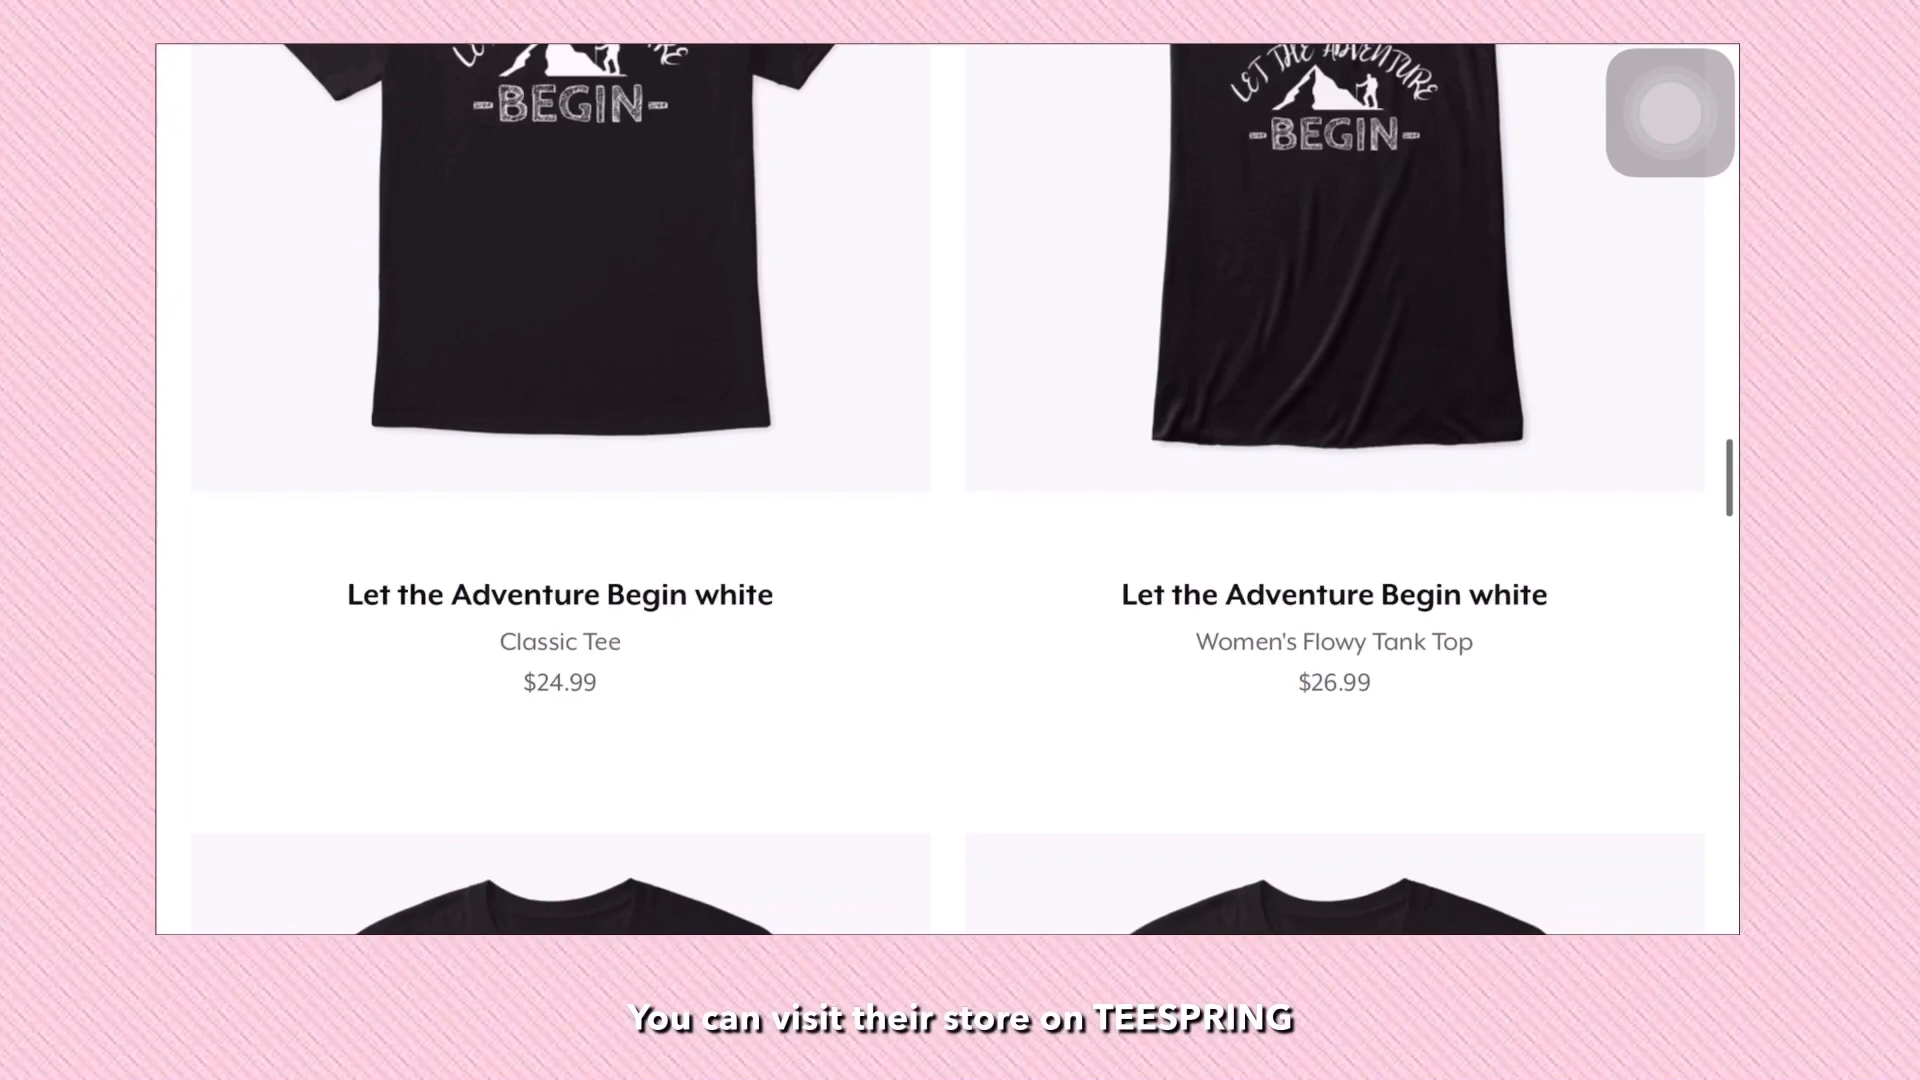 -BEGIN-
LET THE ADVENTURE
-BEGIN-
Let the Adventure Begin white
Classic Tee
$24.99
Let the Adventure Begin white
Women's Flowy Tank Top
$26.99
You can visit their store on TEESPRING